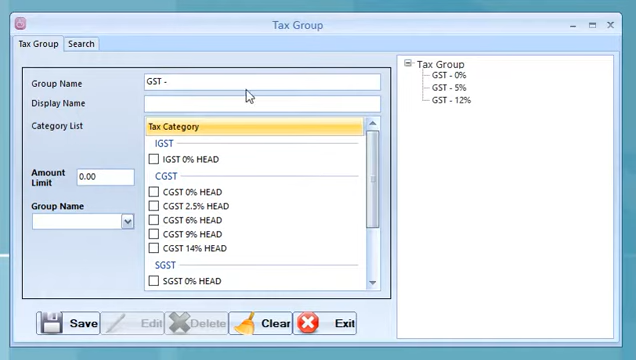 Tax Group
Tax Group Search
Group Name GST -
Display Name
Category List Tax Category
IGST
IGST 0% HEAD
Amount Limit 0.00
CGST
CGST 0% HEAD
Group Name
CGST 2.5% HEAD
CGST 6% HEAD
CGST 9% HEAD
CGST 14% HEAD
SGST
SGST 0% HEAD
Save Edit Delete Clear Exit
Tax Group
GST - 0%
GST - 5%
GST - 12%